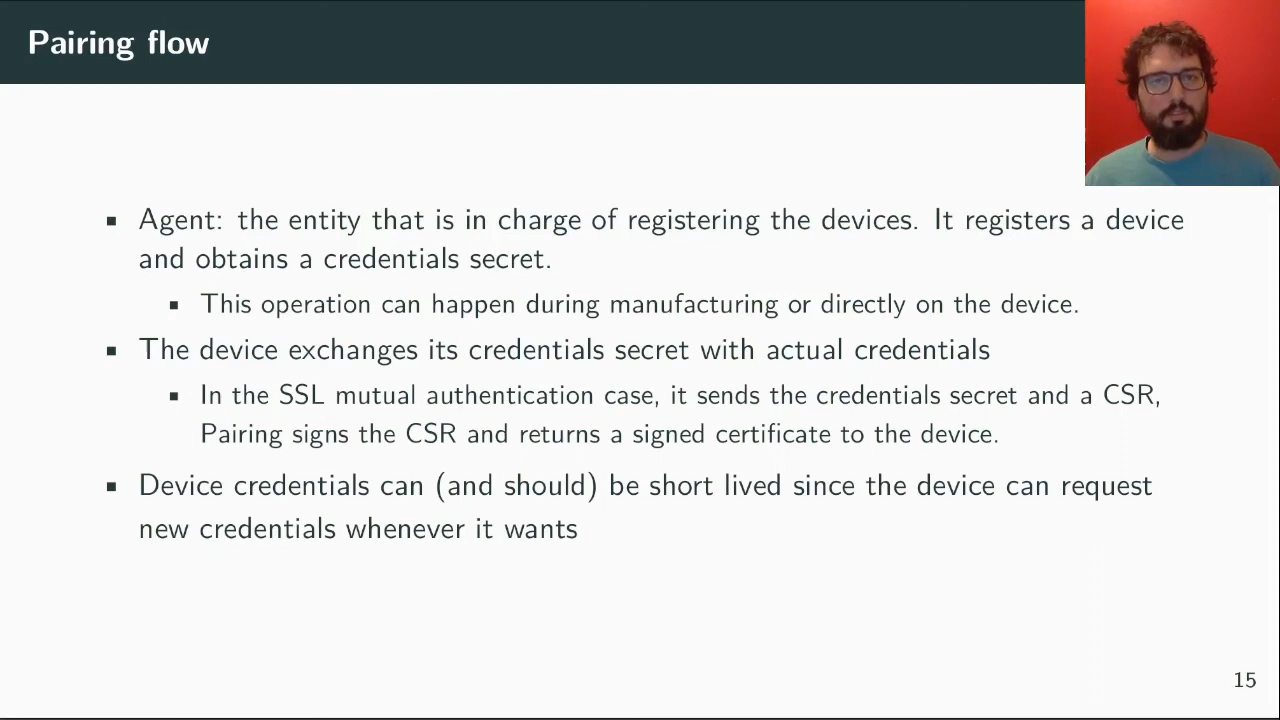 Pairing flow
Agent: the entity that is in charge of registering the devices. It registers a device
and obtains a credentials secret.
This operation can happen during manufacturing or directly on the device.
The device exchanges its credentials secret with actual credentials
In the SSL mutual authentication case, it sends the credentials secret and a CSR,
Pairing signs the CSR and returns a signed certificate to the device.
Device credentials can (and should) be short lived since the device can request
new credentials whenever it wants
15